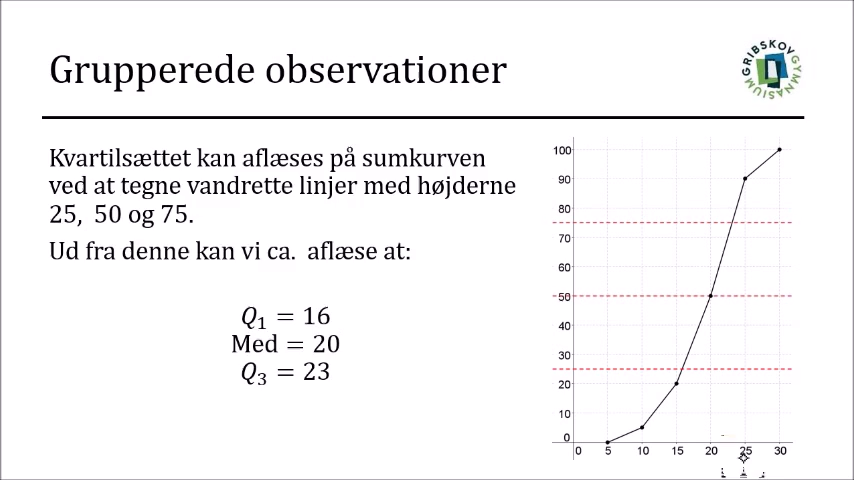 Grupperede observationer
GRIBSKOV GYMNASIUM
Kvartilsættet kan aflæses på sumkurven
ved at tegne vandrette linjer med højderne
25, 50 og 75.
Ud fra denne kan vi ca. aflæse at:
Q₁ = 16
Med = 20
Q₃ = 23
100
90
80
70
60
50
40
30
20
10
0
0 5 10 15 20 25 30